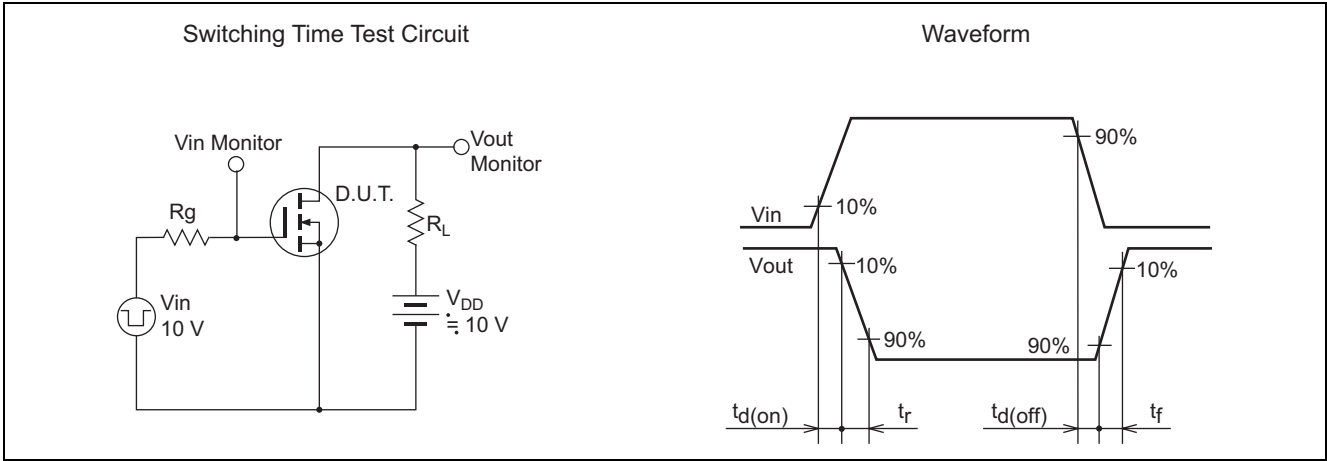 Switching Time Test Circuit
Vin Monitor
Vout
Monitor
D.U.T.
Rg
RL
Vin
10 V
VDD
≒ 10 V
Waveform
Vin
10%
90%
Vout
10%
90%
90%
10%
td(on)
tr
td(off)
tf